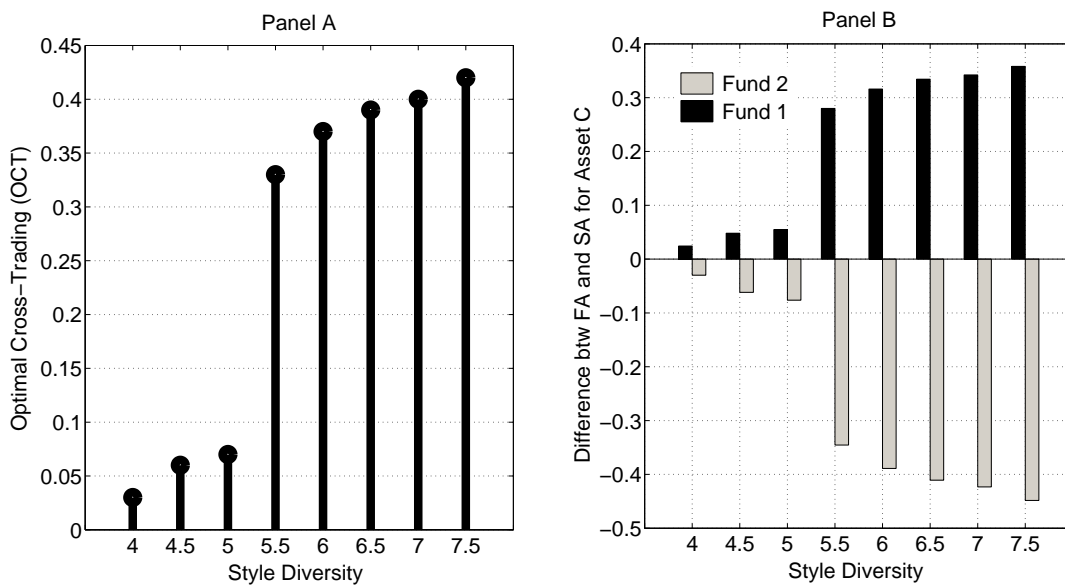 Panel A
Optimal Cross−Trading (OCT)
0.45
0.4
0.35
0.3
0.25
0.2
0.15
0.1
0.05
0
4 4.5 5 5.5 6 6.5 7 7.5
Style Diversity
Panel B
Difference btw FA and SA for Asset C
0.4
0.3
0.2
0.1
0
−0.1
−0.2
−0.3
−0.4
−0.5
Fund 2
Fund 1
4 4.5 5 5.5 6 6.5 7 7.5
Style Diversity